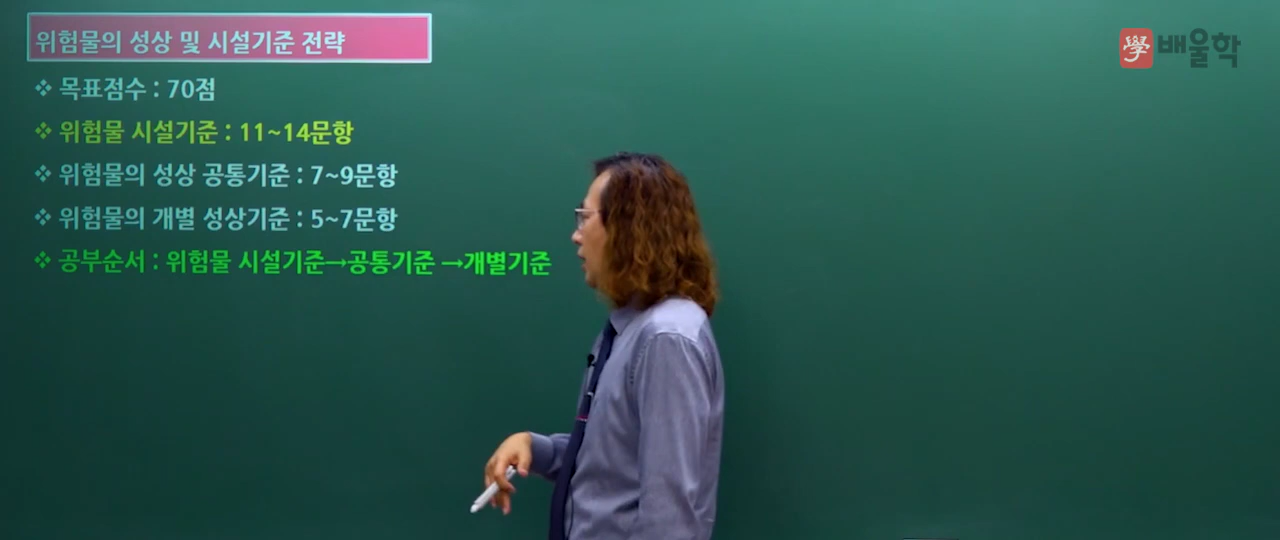 위험물의 성상 및 시설기준 전략
學 배울학
❖ 목표점수 : 70점
❖ 위험물 시설기준 : 11~14문항
❖ 위험물의 성상 공통기준 : 7~9문항
❖ 위험물의 개별 성상기준 : 5~7문항
❖ 공부순서 : 위험물 시설기준→공통기준 →개별기준